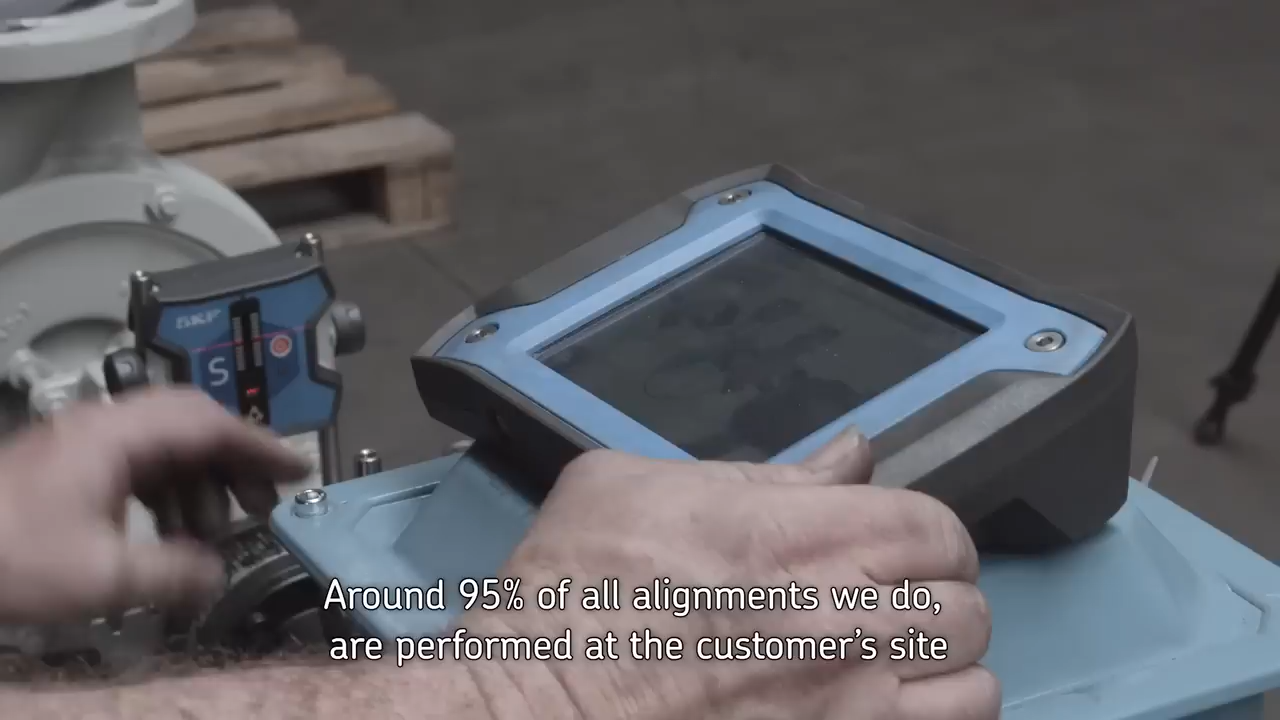 SKF
S
Around 95% of all alignments we do,
are performed at the customer's site